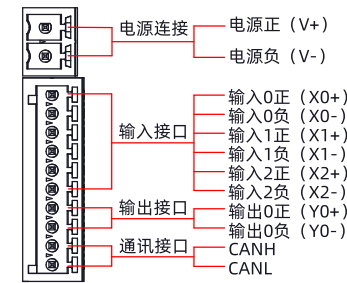 电源连接
电源正（V+）
电源负（V-）
输入接口
输入0正（X0+）
输入0负（X0-）
输入1正（X1+）
输入1负（X1-）
输入2正（X2+）
输入2负（X2-）
输出接口
输出0正（Y0+）
输出0负（Y0-）
通讯接口
CANH
CANL